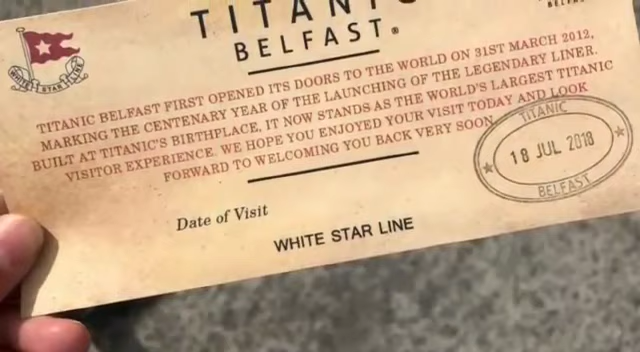 TITANIC
BELFAST®
WHITE STAR LINE
TITANIC BELFAST FIRST OPENED ITS DOORS TO THE WORLD ON 31ST MARCH 2012,
MARKING THE CENTENARY YEAR OF THE LAUNCHING OF THE LEGENDARY LINER.
BUILT AT TITANIC'S BIRTHPLACE, IT NOW STANDS AS THE WORLD'S LARGEST TITANIC
VISITOR EXPERIENCE. WE HOPE YOU ENJOYED YOUR VISIT TODAY AND LOOK
FORWARD TO WELCOMING YOU BACK VERY SOON
TITANIC
18 JUL 2018
BELFAST
Date of Visit
WHITE STAR LINE